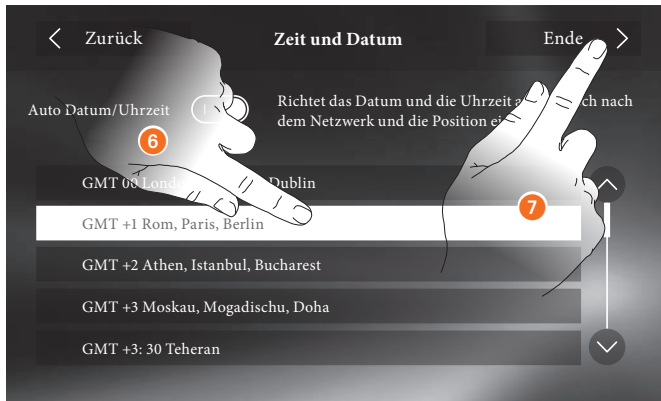 Zurück
Zeit und Datum
Ende
Auto Datum/Uhrzeit
Richtet das Datum und die Uhrzeit ch nach
dem Netzwerk und die Position
6
GMT 00 Dublin
7
GMT +1 Rom, Paris, Berlin
GMT +2 Athen, Istanbul, Bucharest
GMT +3 Moskau, Mogadischu, Doha
GMT +3: 30 Teheran